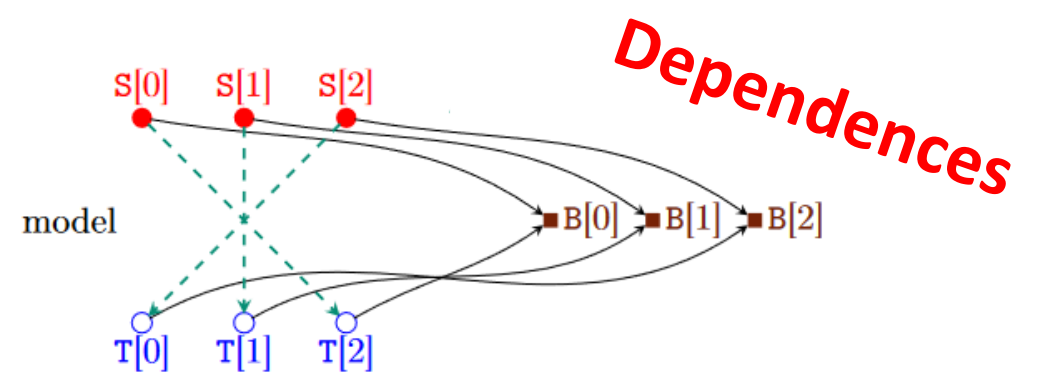 Dependences
S[0] S[1] S[2]
model
B[0] B[1] B[2]
T[0] T[1] T[2]